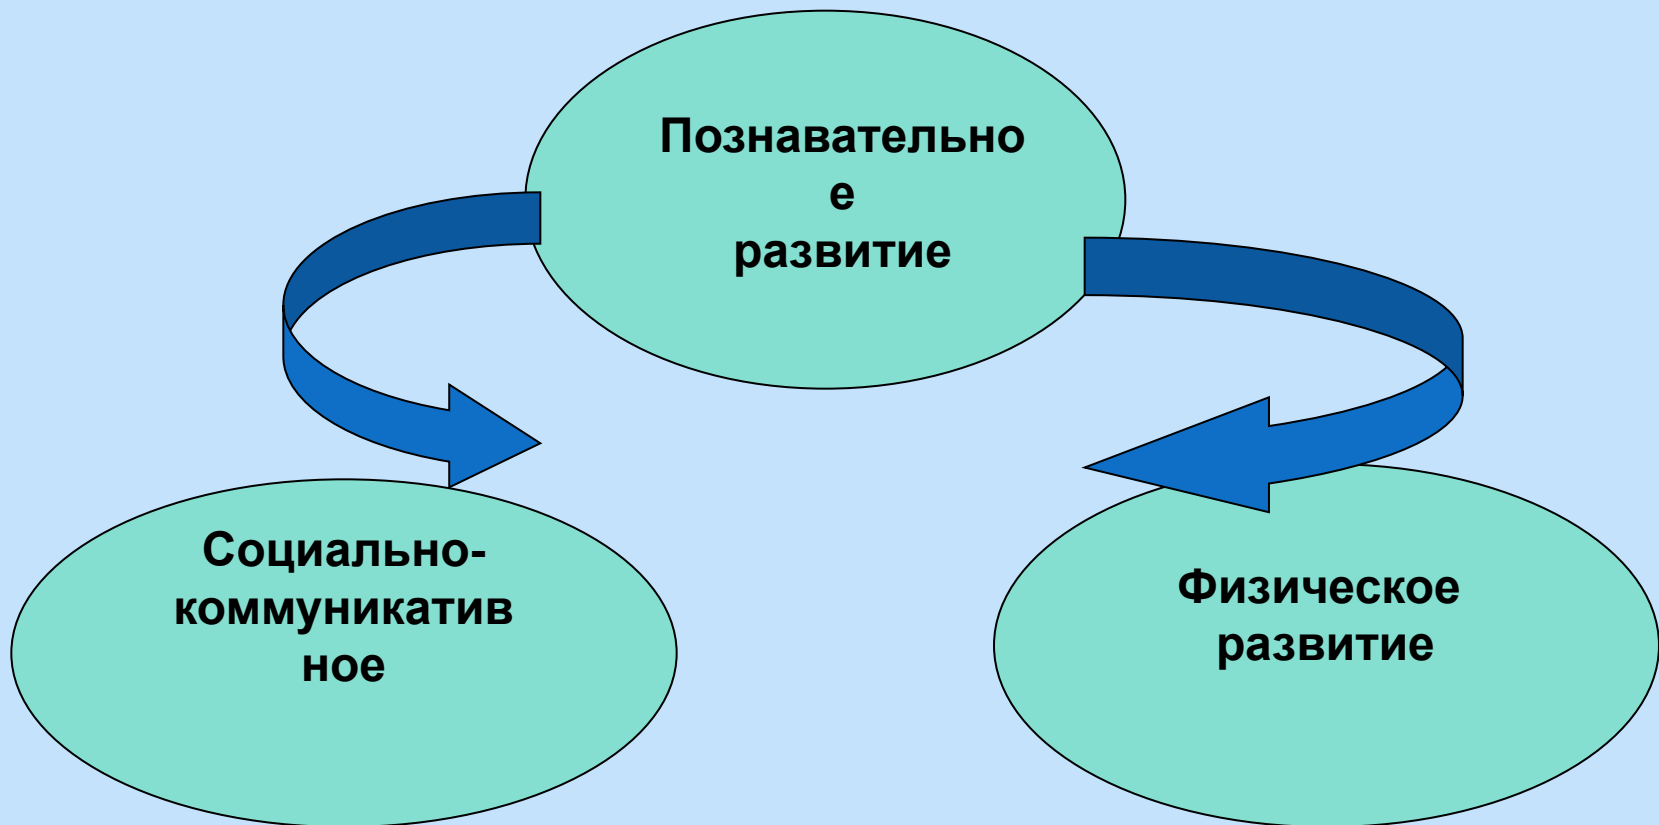 Познавательно
е
развитие
Социально-
коммуникатив
ное
Физическое
развитие